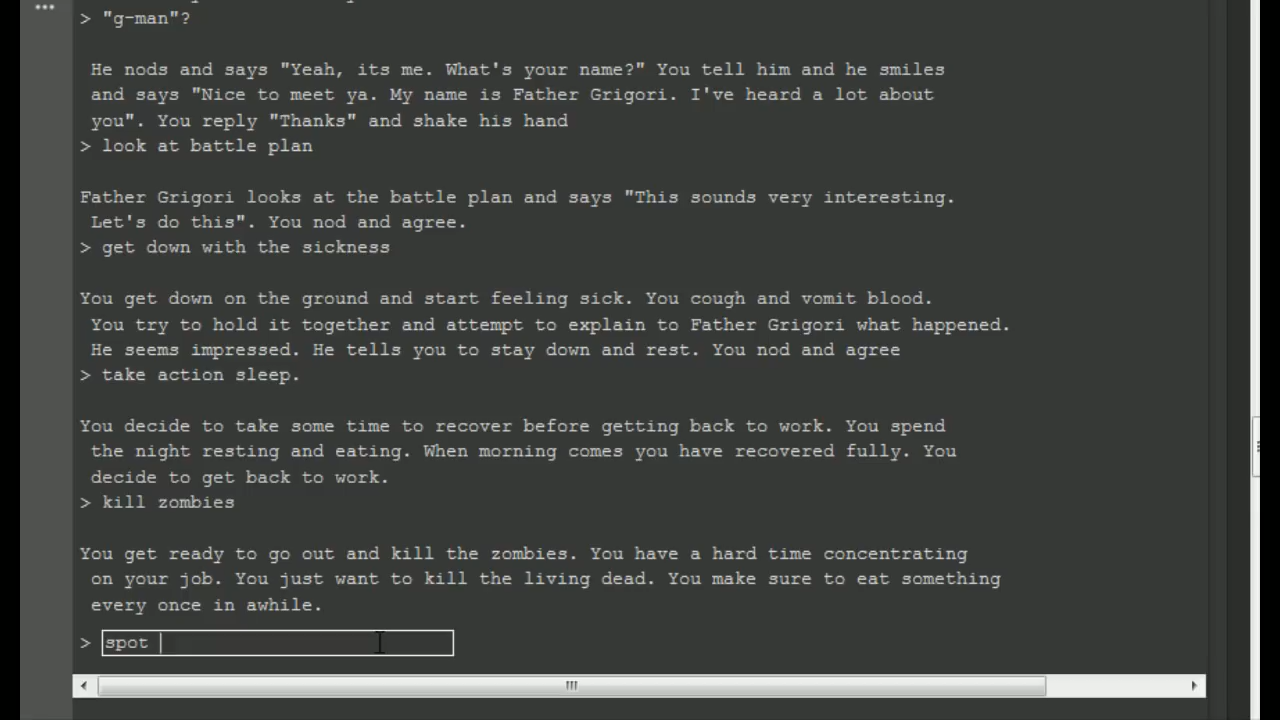 > "g-man"?
He nods and says "Yeah, its me. What's your name?" You tell him and he smiles
and says "Nice to meet ya. My name is Father Grigori. I've heard a lot about
you". You reply "Thanks" and shake his hand
> look at battle plan
Father Grigori looks at the battle plan and says "This sounds very interesting.
Let's do this". You nod and agree.
> get down with the sickness
You get down on the ground and start feeling sick. You cough and vomit blood.
You try to hold it together and attempt to explain to Father Grigori what happened.
He seems impressed. He tells you to stay down and rest. You nod and agree
> take action sleep.
You decide to take some time to recover before getting back to work. You spend
the night resting and eating. When morning comes you have recovered fully. You
decide to get back to work.
> kill zombies
You get ready to go out and kill the zombies. You have a hard time concentrating
on your job. You just want to kill the living dead. You make sure to eat something
every once in awhile.
> spot